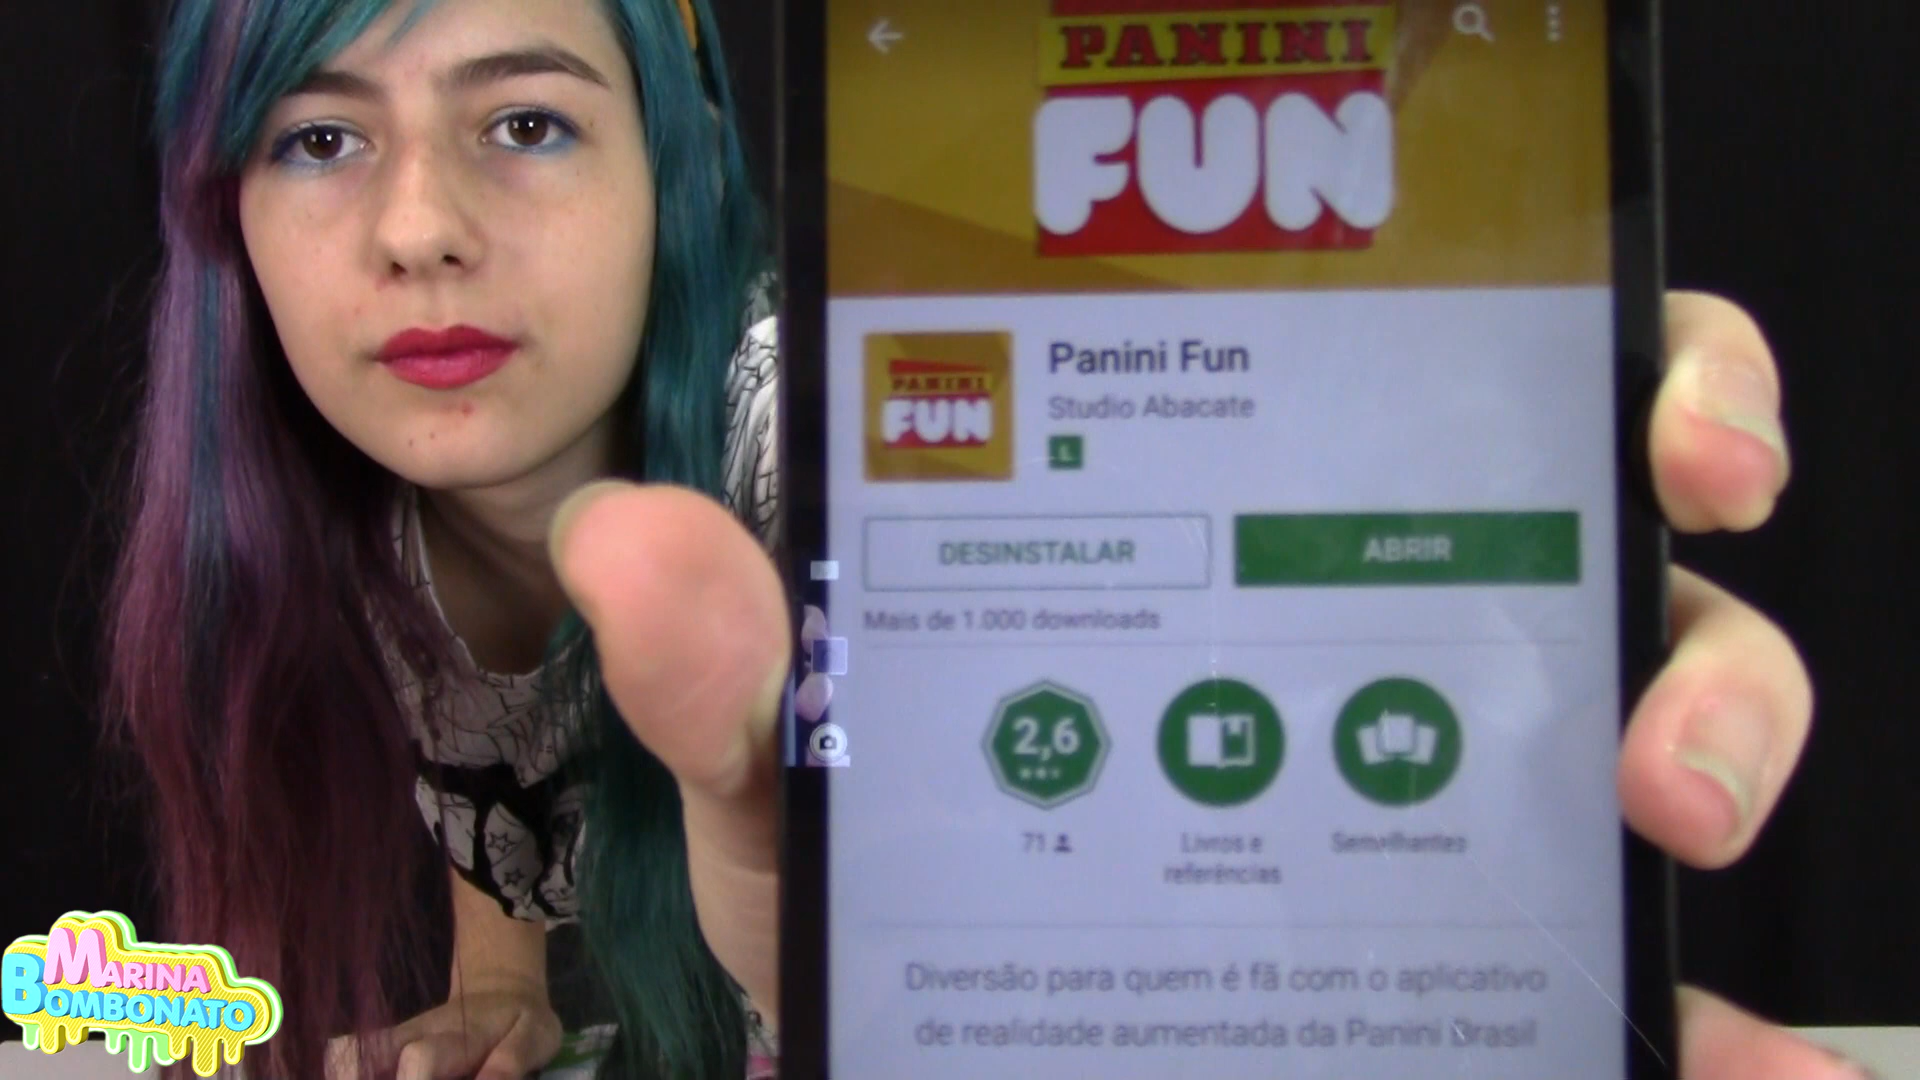 PANINI
FUN
PANINI
FUN
Panini Fun
Studio Abacate
L
DESINSTALAR
ABRIR
Mais de 1.000 downloads
2,6
71
Livros e
referências
Semelhantes
Diversão para quem é fã com o aplicativo
de realidade aumentada da Panini Brasil
MARINA
BOMBONATO